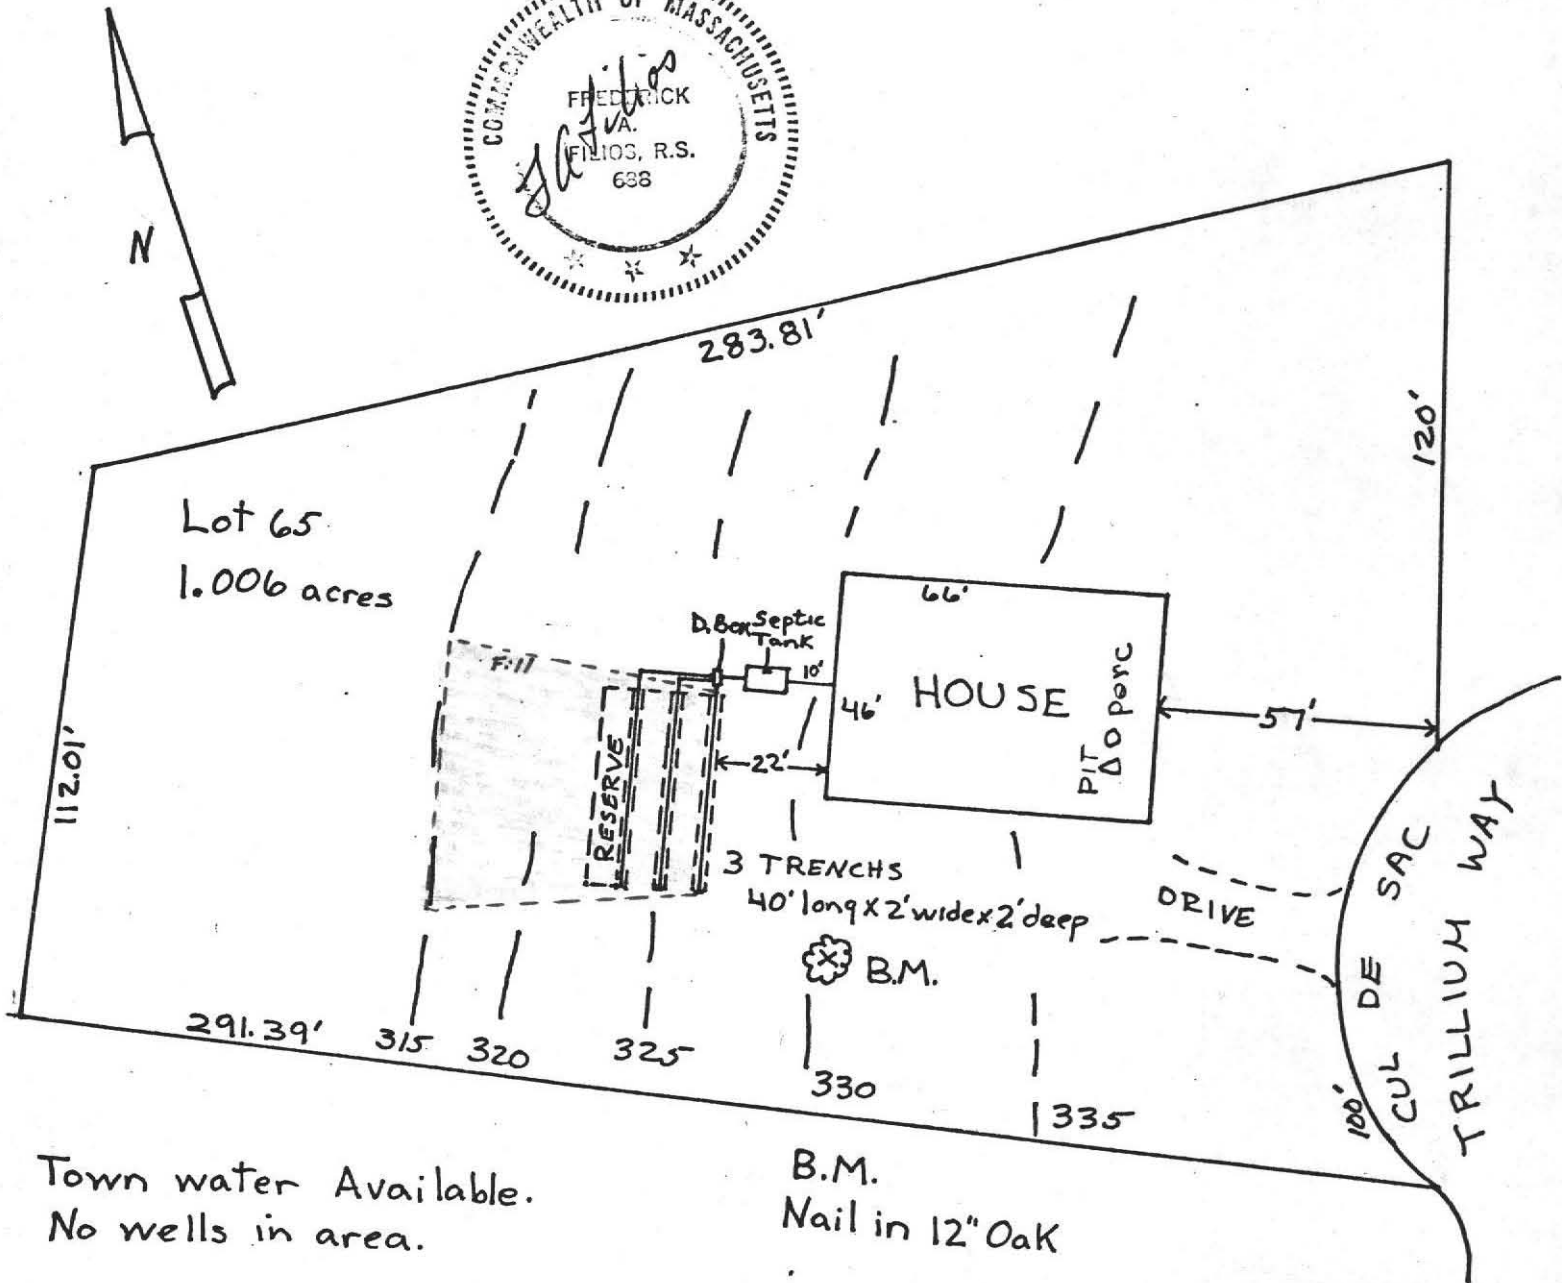 COMMONWEALTH OF MASSACHUSETTS
FREDERICK
A.
FILIOS, R.S.
688
F A Filios
N
283.81'
120'
Lot 65
1.006 acres
112.01'
Fill
D.Box Septic
Tank
10'
66'
46'
HOUSE
PIT
perc
57'
22'
RESERVE
3 TRENCHS
40' long x 2' wide x 2' deep
B.M.
DRIVE
CUL DE SAC
TRILLIUM WAY
100'
291.39'
315
320
325
330
335
Town water Available.
No wells in area.
B.M.
Nail in 12" Oak